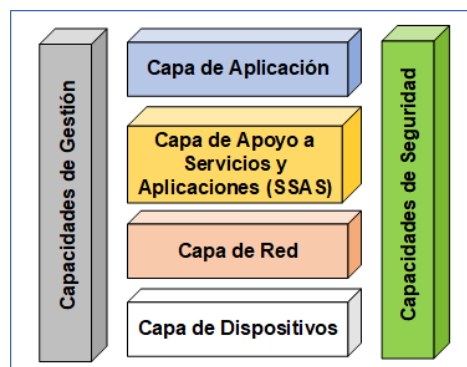 Capacidades de Gestión
Capa de Aplicación
Capa de Apoyo a
Servicios y
Aplicaciones (SSAS)
Capa de Red
Capa de Dispositivos
Capacidades de Seguridad